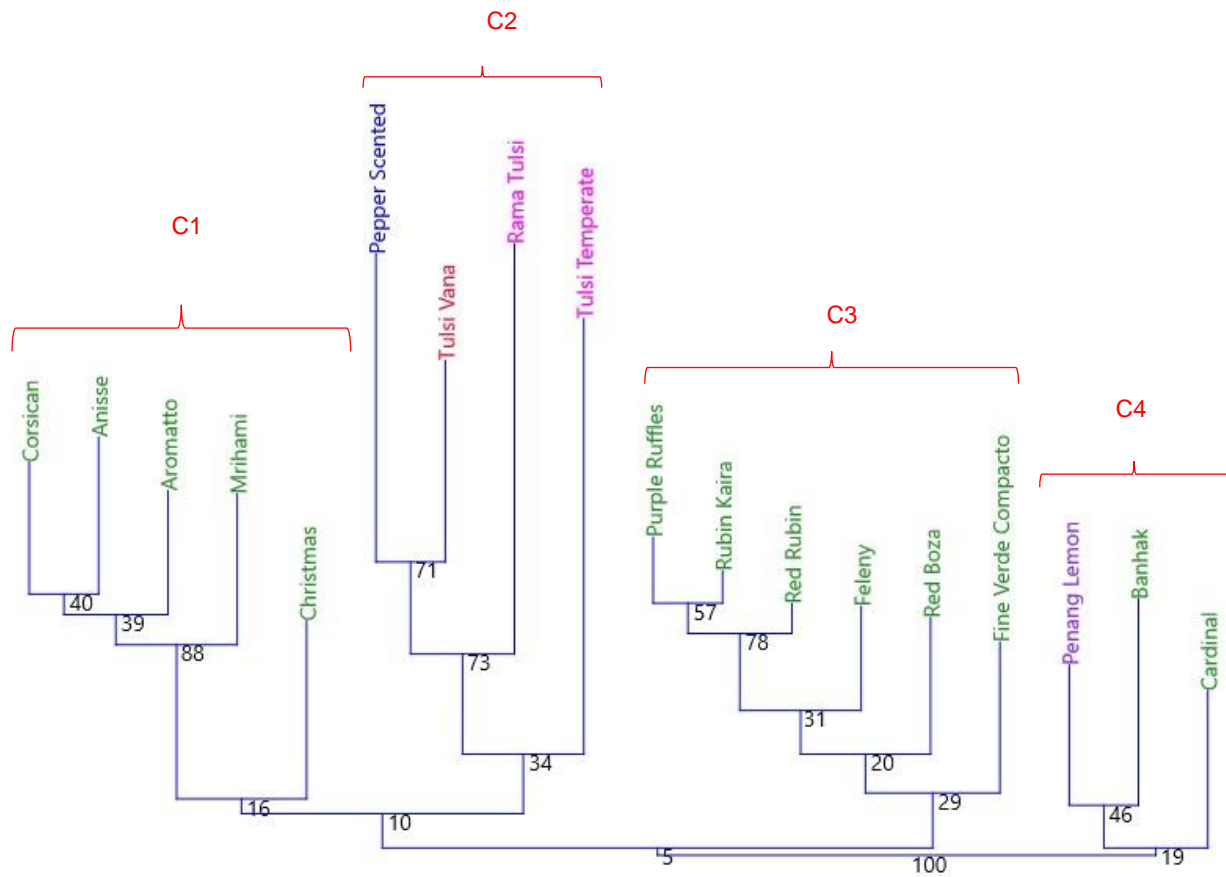 C2
C1
C3
C4
Corsican
Anisse
Aromatto
Mrihami
Christmas
Pepper Scented
Tulsi Vana
Rama Tulsi
Tulsi Temperate
Purple Ruffles
Rubin Kaira
Red Rubin
Feleny
Red Boza
Fine Verde Compacto
Penang Lemon
Banhak
Cardinal
40
39
88
16
71
73
34
10
57
78
31
20
29
5
100
46
19